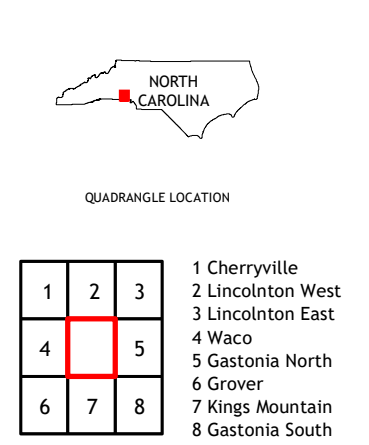 NORTH
CAROLINA
QUADRANGLE LOCATION
1 2 3
4 5
6 7 8
1 Cherryville
2 Lincolnton West
3 Lincolnton East
4 Waco
5 Gastonia North
6 Grover
7 Kings Mountain
8 Gastonia South